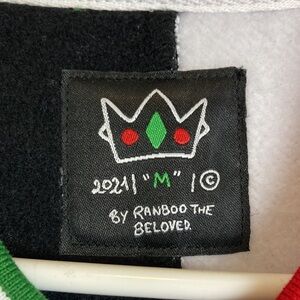 2021 | "M" | ©
BY RANBOO THE
BELOVED.